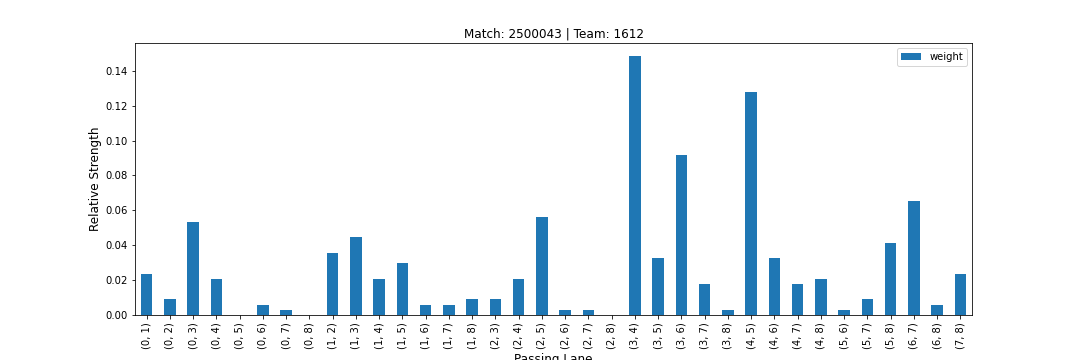 Match: 2500043 | Team: 1612
weight
Relative Strength
0.14
0.12
0.10
0.08
0.06
0.04
0.02
0.00
(0, 1) (0, 2) (0, 3) (0, 4) (0, 5) (0, 6) (0, 7) (0, 8) (1, 2) (1, 3) (1, 4) (1, 5) (1, 6) (1, 7) (1, 8) (2, 3) (2, 4) (2, 5) (2, 6) (2, 7) (2, 8) (3, 4) (3, 5) (3, 6) (3, 7) (3, 8) (4, 5) (4, 6) (4, 7) (4, 8) (5, 6) (5, 7) (5, 8) (6, 7) (6, 8) (7, 8)
Passing Lane